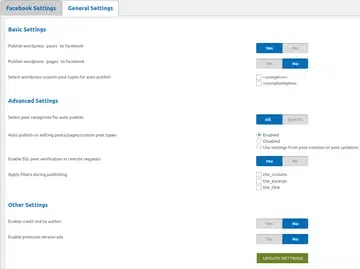 Facebook Settings
General Settings
Basic Settings
Publish wordpress `posts` to facebook
Yes
No
Publish wordpress `pages` to facebook
Yes
No
Select wordpress custom post types for auto publish
Advanced Settings
Select post categories for auto publish
All
Specific
Auto publish on editing posts/pages/custom post types
Enabled
Disabled
Use settings from post creation or post updation
Enable SSL peer verification in remote requests
Yes
No
Apply filters during publishing
the_content
the_excerpt
the_title
Other Settings
Enable credit link to author
Yes
No
Enable premium version ads
Yes
No
UPDATE SETTINGS